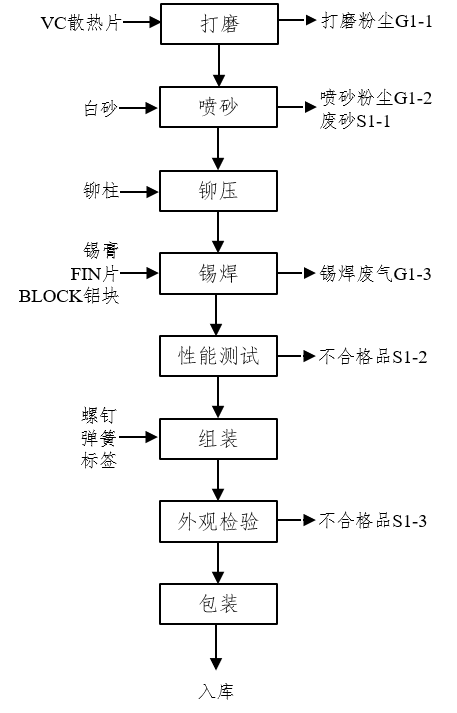 VC散热片
打磨
打磨粉尘G1-1
白砂
喷砂
喷砂粉尘G1-2
废砂S1-1
铆柱
铆压
锡膏
FIN片
BLOCK铝块
锡焊
锡焊废气G1-3
性能测试
不合格品S1-2
螺钉
弹簧
标签
组装
外观检验
不合格品S1-3
包装
入库